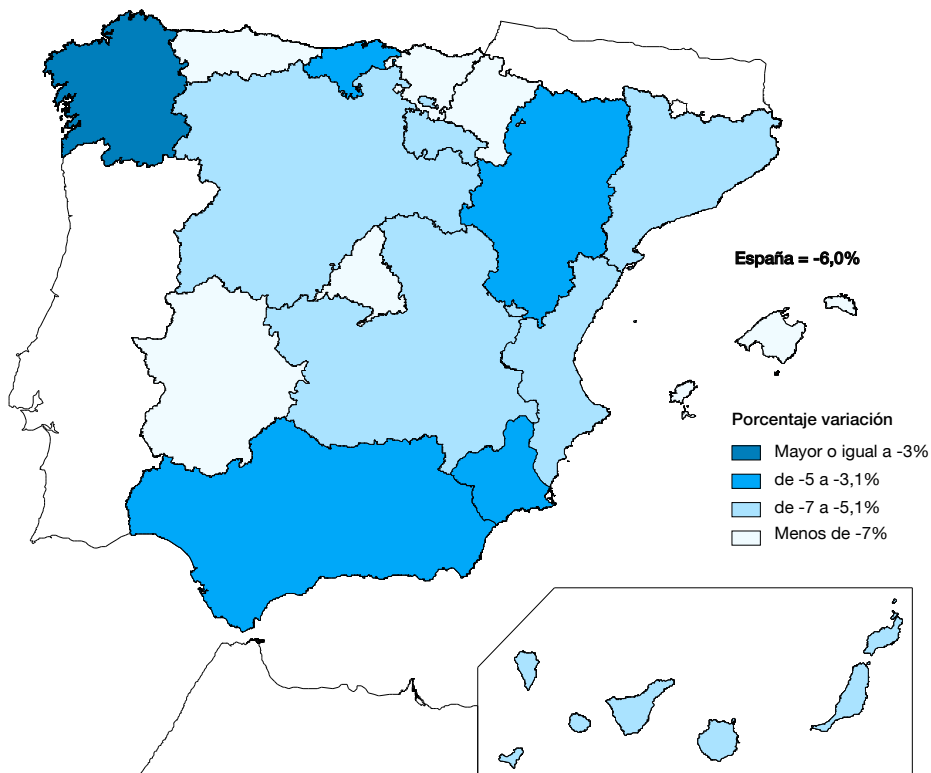 España = -6,0%
Porcentaje variación
Mayor o igual a -3%
de -5 a -3,1%
de -7 a -5,1%
Menos de -7%